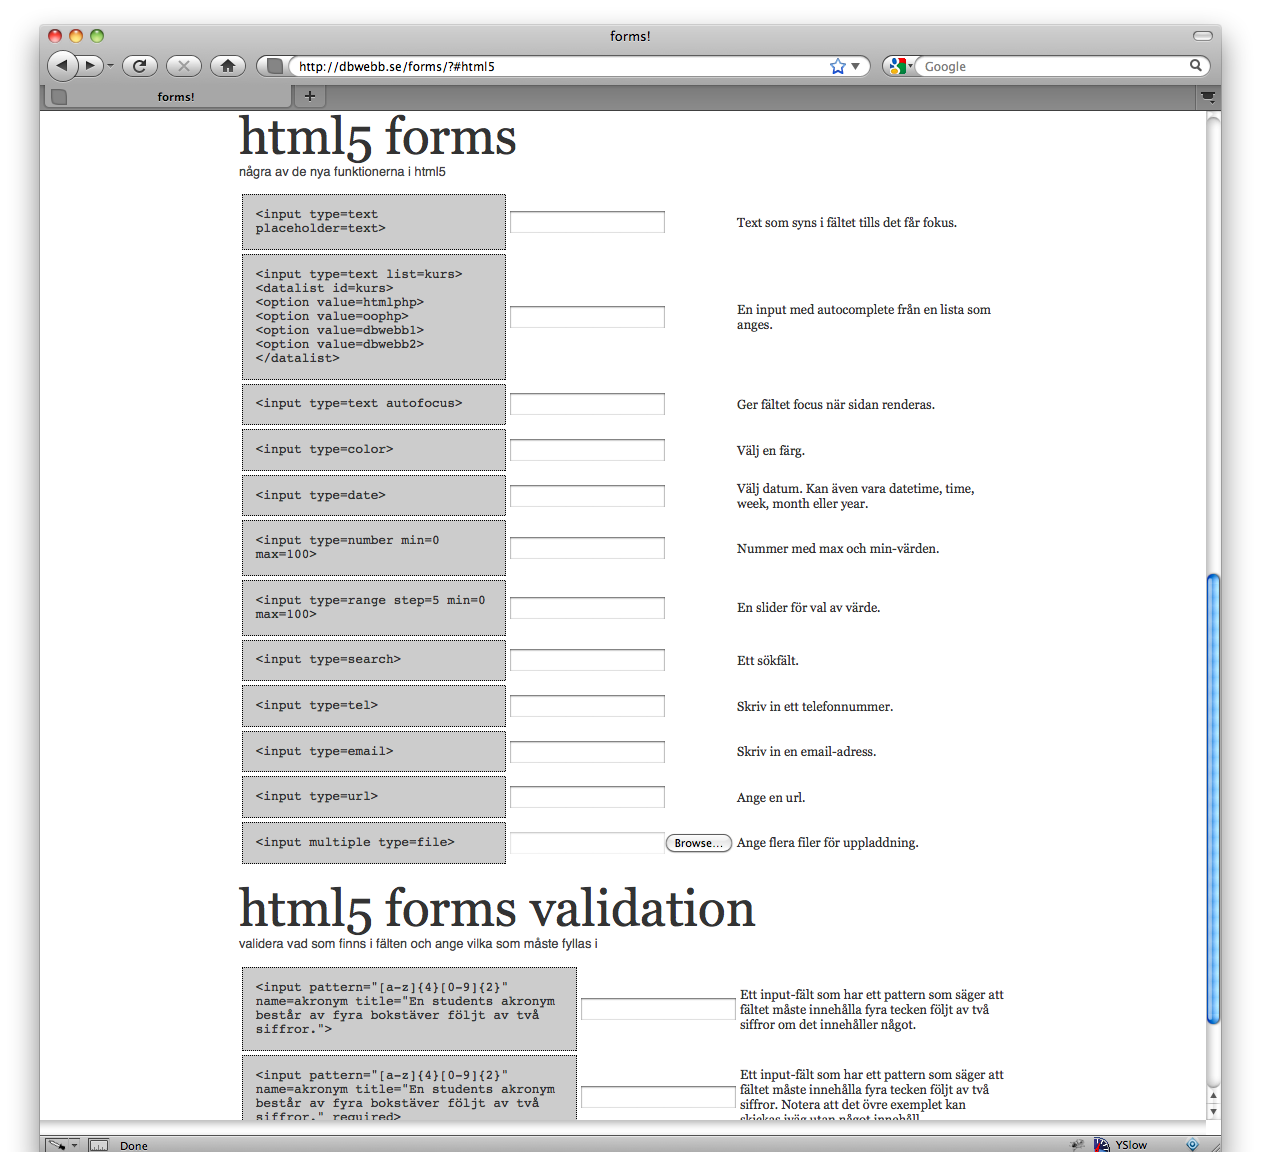 forms!
http://dbwebb.se/forms/?#html5
Google
forms!
html5 forms
några av de nya funktionerna i html5
<input type=text
placeholder=text>
Text som syns i fältet tills det får fokus.
<input type=text list=kurs>
<datalist id=kurs>
<option value=htmlphp>
<option value=oophp>
<option value=dbwebb1>
<option value=dbwebb2>
</datalist>
En input med autocomplete från en lista som
anges.
<input type=text autofocus>
Ger fältet focus när sidan renderas.
<input type=color>
Välj en färg.
<input type=date>
Välj datum. Kan även vara datetime, time,
week, month eller year.
<input type=number min=0
max=100>
Nummer med max och min-värden.
<input type=range step=5 min=0
max=100>
En slider för val av värde.
<input type=search>
Ett sökfält.
<input type=tel>
Skriv in ett telefonnummer.
<input type=email>
Skriv in en email-adress.
<input type=url>
Ange en url.
<input multiple type=file>
Browse...
Ange flera filer för uppladdning.
html5 forms validation
validera vad som finns i fälten och ange vilka som måste fyllas i
<input pattern="[a-z]{4}[0-9]{2}"
name=akronym title="En students akronym
består av fyra bokstäver följt av två
siffror.">
Ett input-fält som har ett pattern som säger att
fältet måste innehålla fyra tecken följt av två
siffror om det innehåller något.
<input pattern="[a-z]{4}[0-9]{2}"
name=akronym title="En students akronym
består av fyra bokstäver följt av två
siffror." required>
Ett input-fält som har ett pattern som säger att
fältet måste innehålla fyra tecken följt av två
siffror. Notera att det övre exemplet kan
skickas iväg utan något innehåll.
Done
YSlow